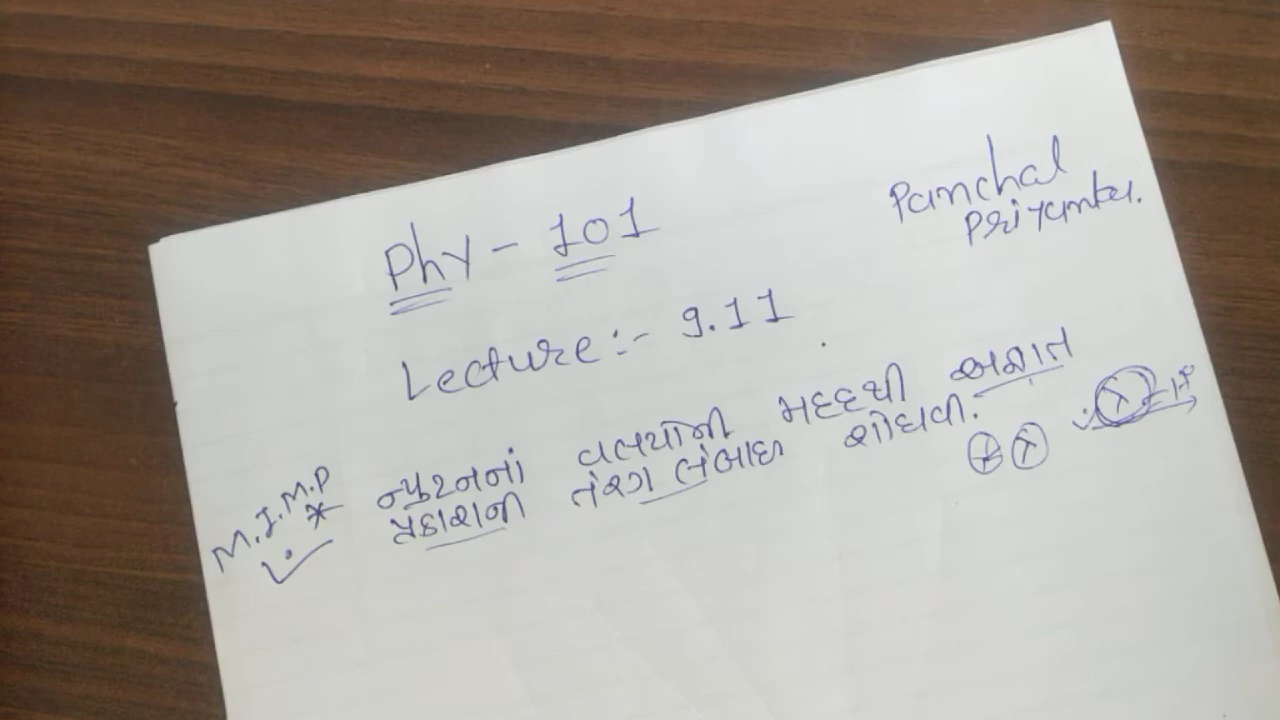 Phy - 101
Panchal
Priyanka.
Lecture :- 9.11
M.I.M.P * ન્યુટનનાં વલયોની મદદથી અજ્ઞાત
પ્રકાશની તરંગ લંબાઇ શોધવી.